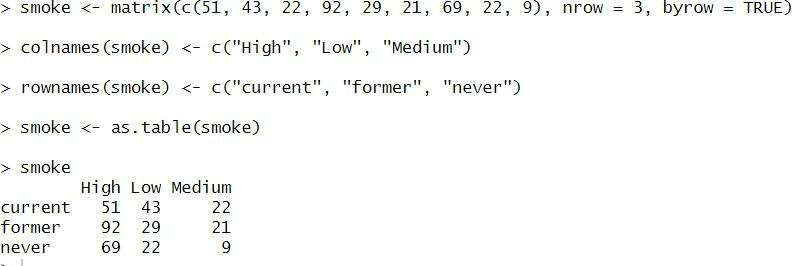 > smoke <- matrix(c(51, 43, 22, 92, 29, 21, 69, 22, 9), nrow = 3, byrow = TRUE)
> colnames(smoke) <- c("High", "Low", "Medium")
> rownames(smoke) <- c("current", "former", "never")
> smoke <- as.table(smoke)
> smoke
        High Low Medium
current   51  43     22
former    92  29     21
never     69  22      9
>